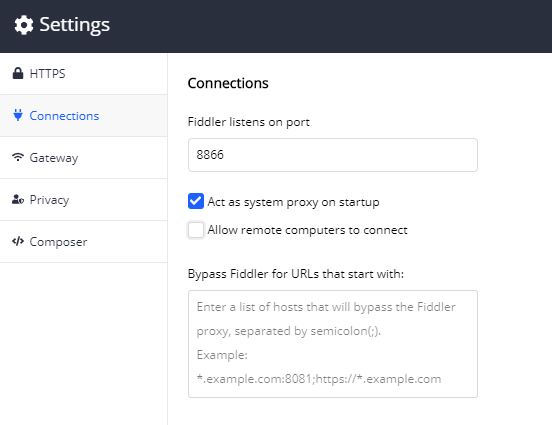 Settings
HTTPS
Connections
Gateway
Privacy
Composer
Connections
Fiddler listens on port
8866
Act as system proxy on startup
Allow remote computers to connect
Bypass Fiddler for URLs that start with:
Enter a list of hosts that will bypass the Fiddler
proxy, separated by semicolon(;).
Example:
*.example.com:8081;https://*.example.com